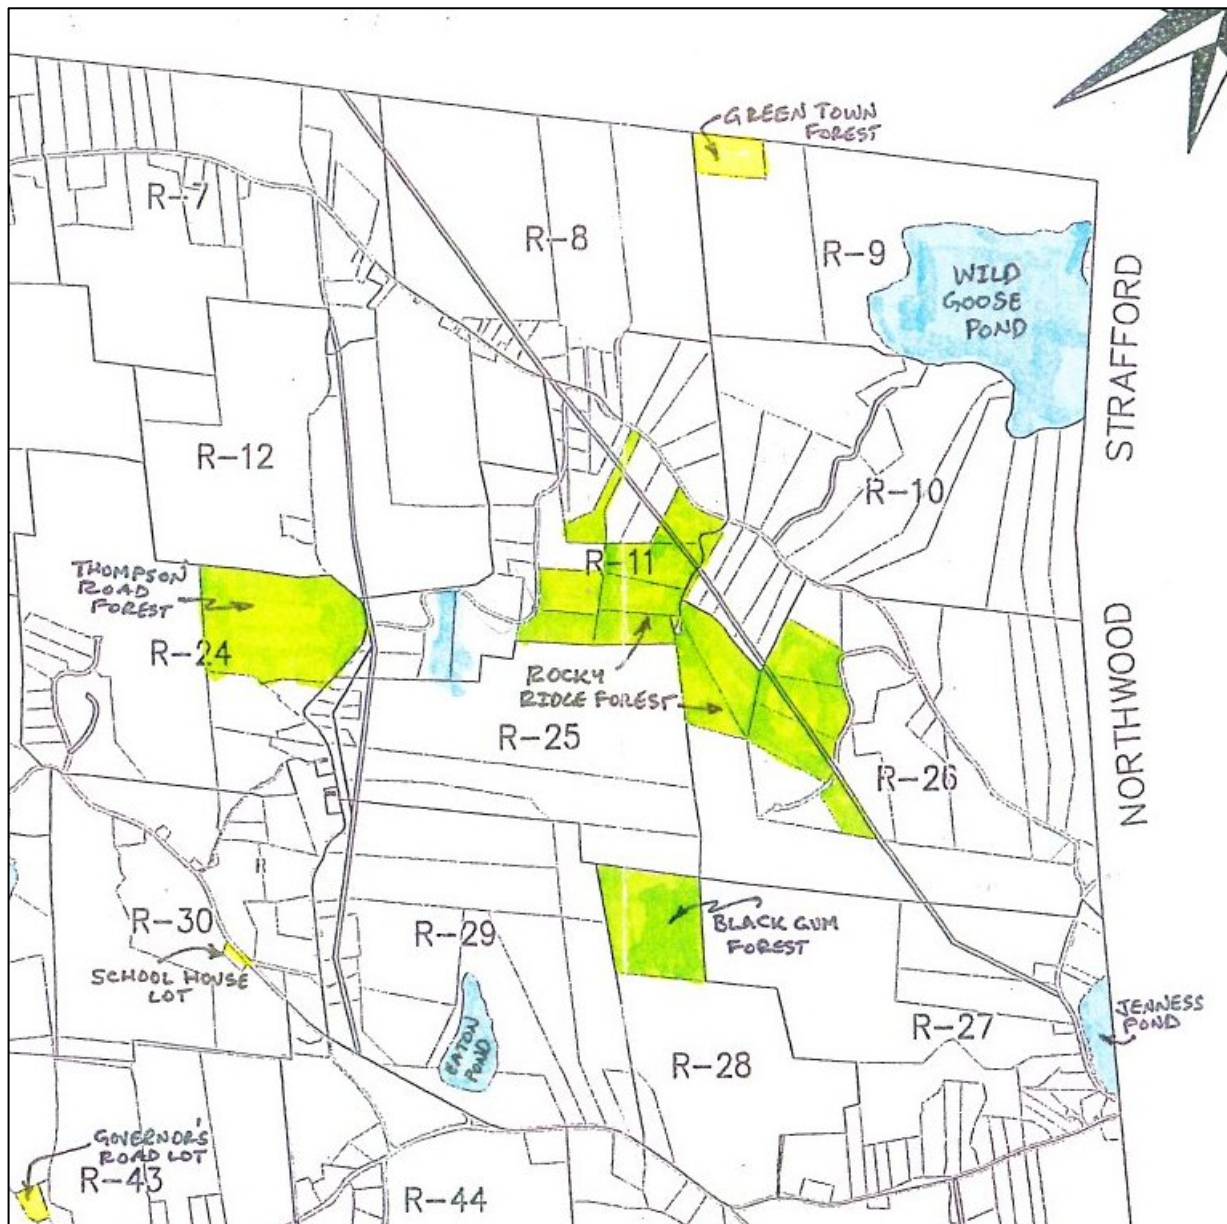 GREEN TOWN
FOREST
R-7
R-8
R-9
WILD
GOOSE
POND
STRAFFORD
R-12
R-10
R-11
THOMPSON
ROAD
FOREST
R-24
ROCKY
RIDGE FOREST
R-25
NORTHWOOD
R-26
R
R-30
R-29
BLACK GUM
FOREST
SCHOOL HOUSE
LOT
EATON
POND
R-27
JENNESS
POND
R-28
GOVERNOR'S
ROAD LOT
R-43
R-44